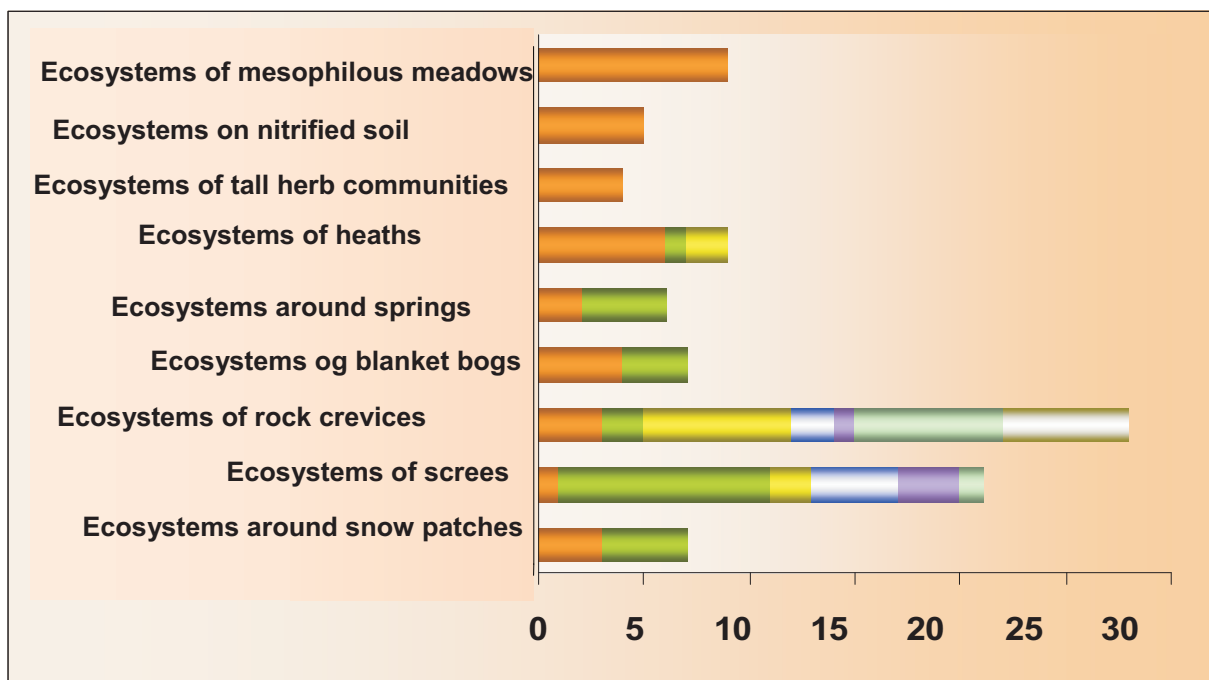 Ecosystems of mesophilous meadows
Ecosystems on nitrified soil
Ecosystems of tall herb communities
Ecosystems of heaths
Ecosystems around springs
Ecosystems og blanket bogs
Ecosystems of rock crevices
Ecosystems of screes
Ecosystems around snow patches
0 5 10 15 20 25 30